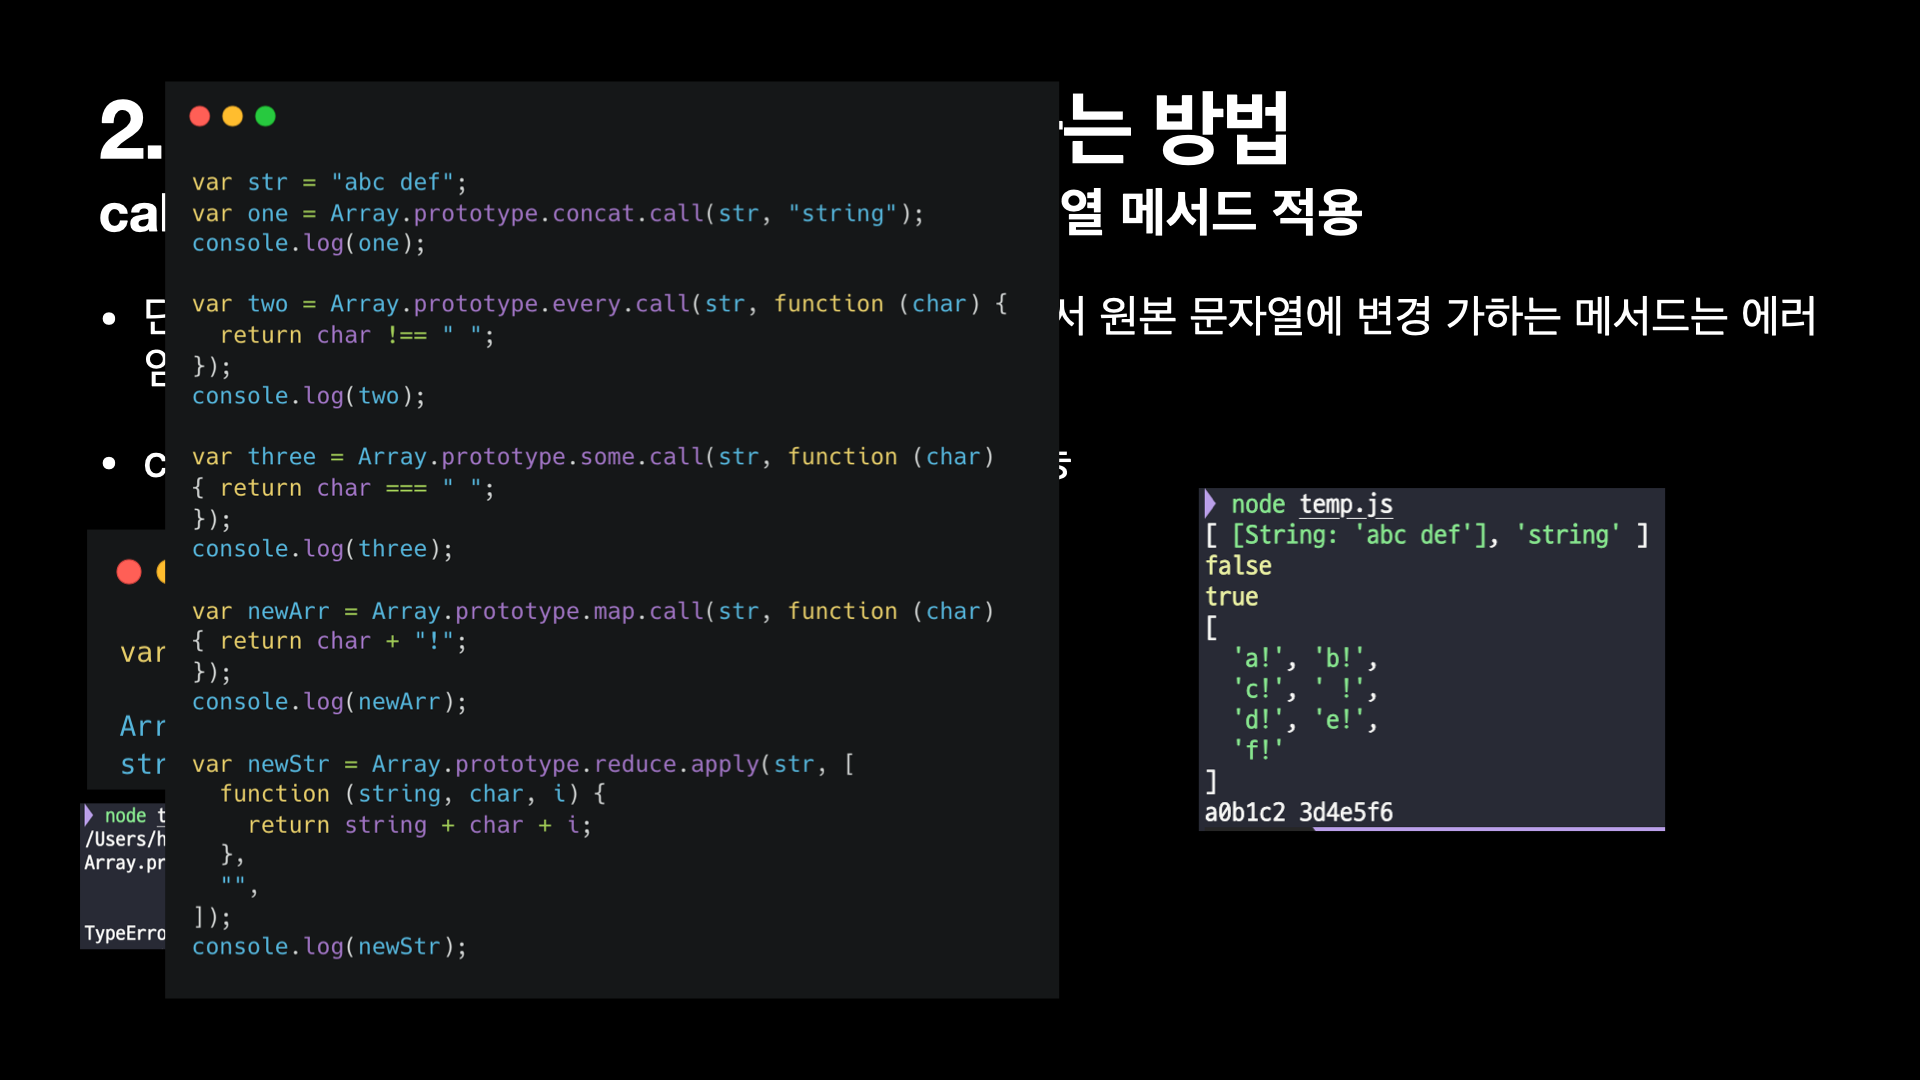 2. 는 방법
열 메서드 적용
서 원본 문자열에 변경 가하는 메서드는 에러
var str = "abc def";
var one = Array.prototype.concat.call(str, "string");
console.log(one);
var two = Array.prototype.every.call(str, function (char) {
return char !== " ";
});
console.log(two);
var three = Array.prototype.some.call(str, function (char)
{ return char === " ";
});
console.log(three);
var newArr = Array.prototype.map.call(str, function (char)
{ return char + "!";
});
console.log(newArr);
var newStr = Array.prototype.reduce.apply(str, [
function (string, char, i) {
return string + char + i;
},
"",
]);
console.log(newStr);
var
Arr
str
node t
/Users/h
Array.pr
TypeErro
node temp.js
[ [String: 'abc def'], 'string' ]
false
true
[
'a!', 'b!',
'c!', ' !',
'd!', 'e!',
'f!'
]
a0b1c2 3d4e5f6